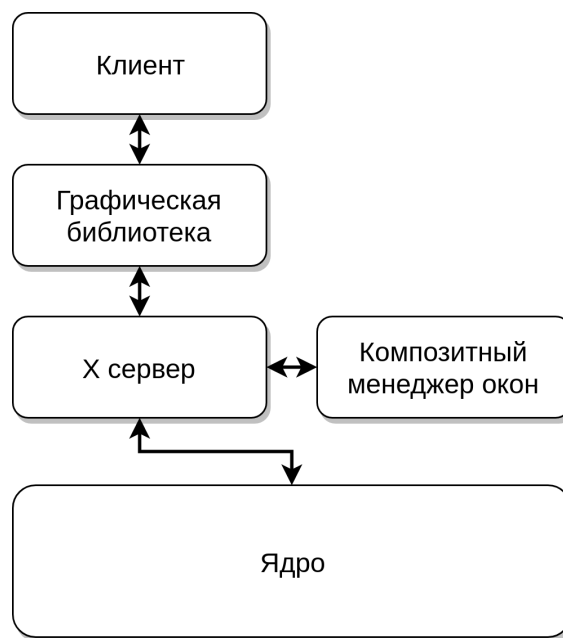 Клиент
Графическая
библиотека
X сервер
Композитный
менеджер окон
Ядро